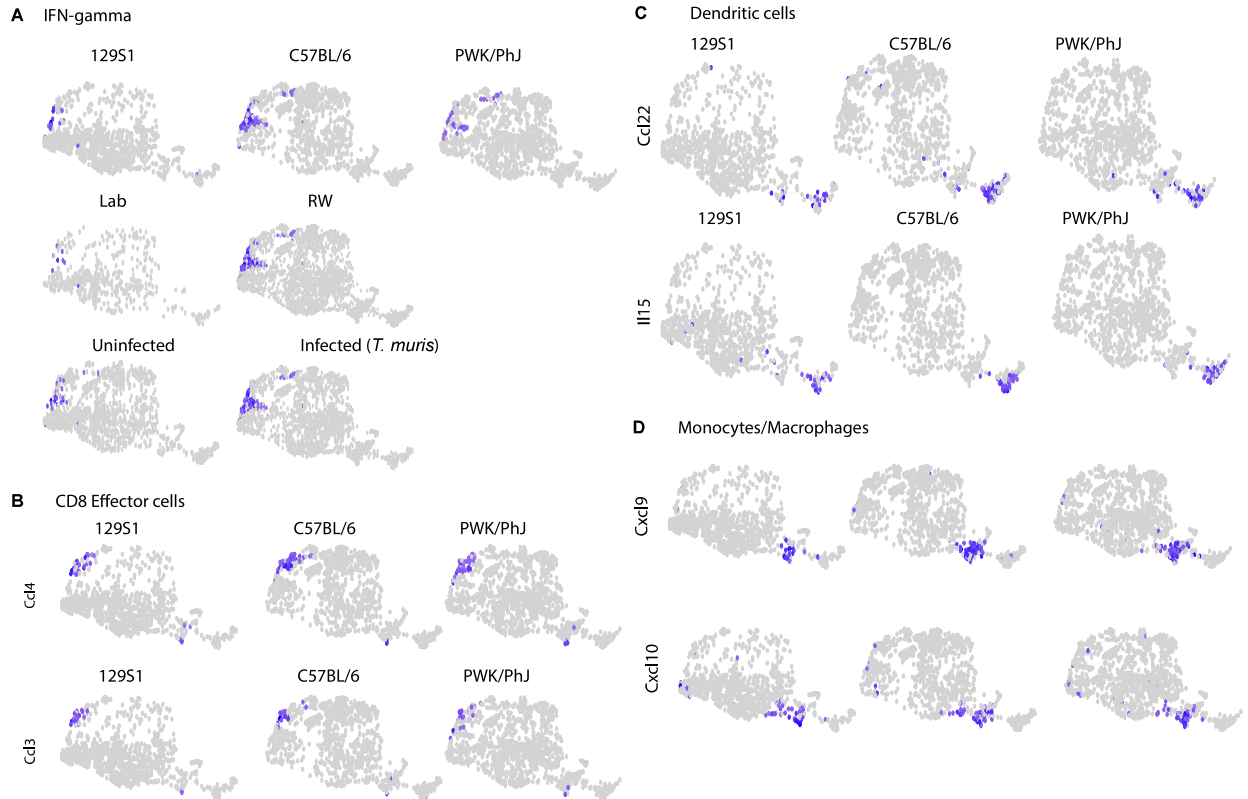 A IFN-gamma
129S1 C57BL/6 PWK/PhJ
Lab RW
Uninfected Infected (T. muris)
B CD8 Effector cells
129S1 C57BL/6 PWK/PhJ
Ccl4
129S1 C57BL/6 PWK/PhJ
Ccl3
C Dendritic cells
129S1 C57BL/6 PWK/PhJ
Ccl22
129S1 C57BL/6 PWK/PhJ
Il15
D Monocytes/Macrophages
Cxcl9
Cxcl10